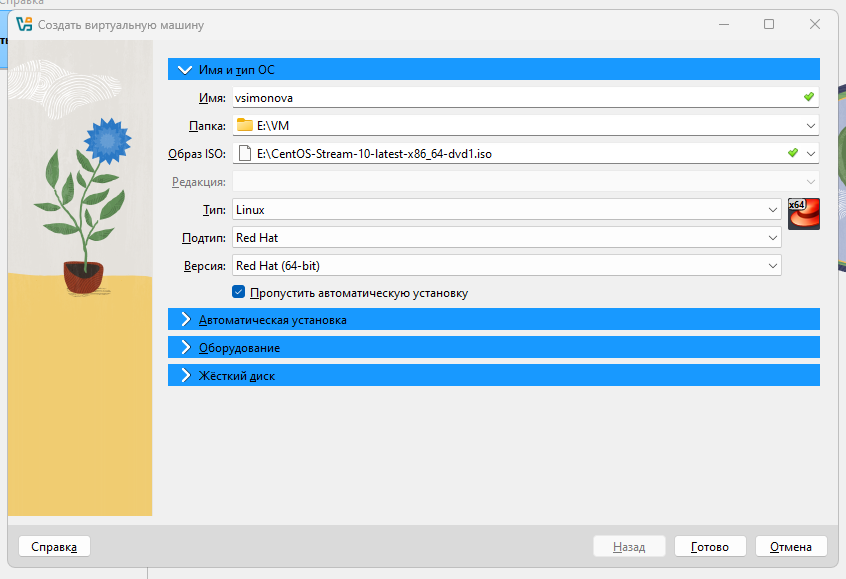 Справка
Создать виртуальную машину
Имя и тип ОС
Имя: vsimonova
Папка: E:\VM
Образ ISO: E:\CentOS-Stream-10-latest-x86_64-dvd1.iso
Редакция:
Тип: Linux
x64
Подтип: Red Hat
Версия: Red Hat (64-bit)
Пропустить автоматическую установку
Автоматическая установка
Оборудование
Жёсткий диск
Справка
Назад
Готово
Отмена